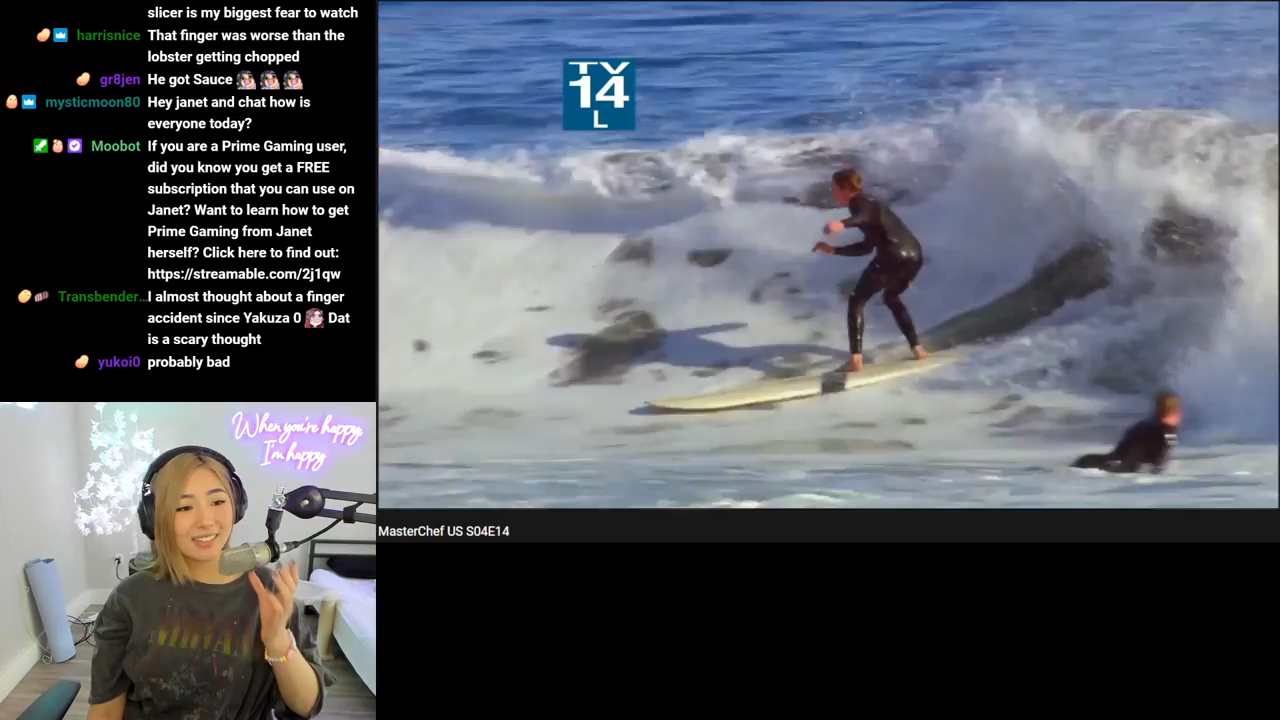 slicer is my biggest fear to watch
harrisnice That finger was worse than the
lobster getting chopped
gr8jen He got Sauce
mysticmoon80 Hey janet and chat how is
everyone today?
Moobot If you are a Prime Gaming user,
did you know you get a FREE
subscription that you can use on
Janet? Want to learn how to get
Prime Gaming from Janet
herself? Click here to find out:
https://streamable.com/2j1qw
Transbender… I almost thought about a finger
accident since Yakuza 0 Dat
is a scary thought
yukoi0 probably bad
When you're happy,
I'm happy
NIRVANA
TV
14
L
MasterChef US S04E14